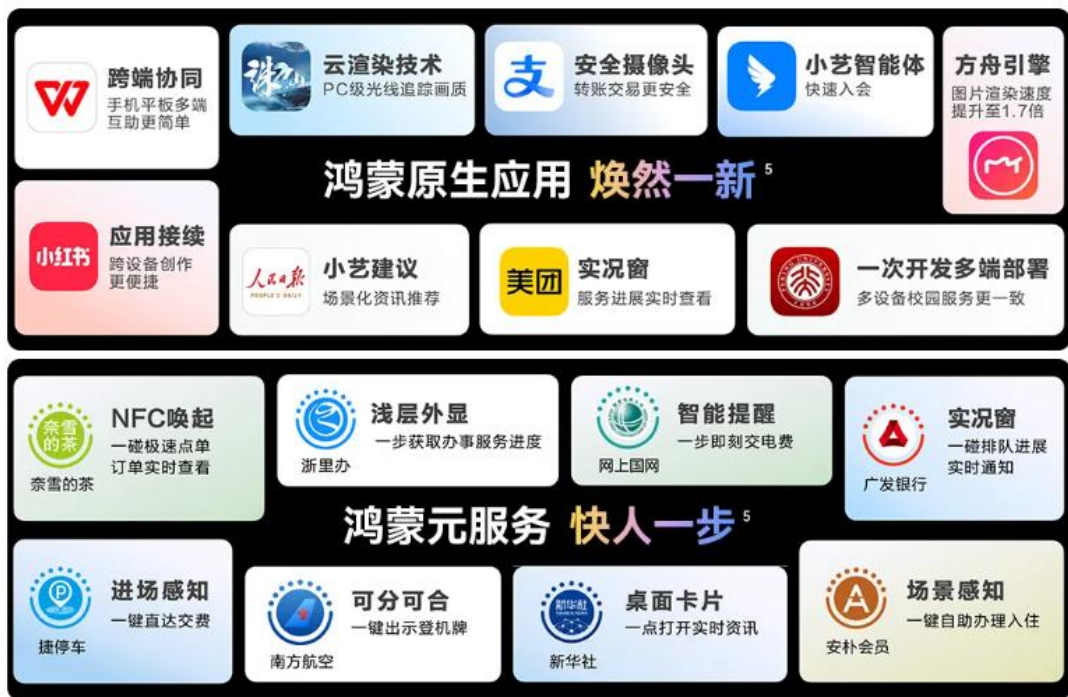 跨端协同
手机平板多端
互助更简单
诛仙
云渲染技术
PC级光线追踪画质
支
安全摄像头
转账交易更安全
小艺智能体
快速入会
方舟引擎
图片渲染速度
提升至1.7倍
鸿蒙原生应用 焕然一新 5
小红书
应用接续
跨设备创作
更便捷
人民日报
PEOPLE'S DAILY
小艺建议
场景化资讯推荐
美团
实况窗
服务进展实时查看
一次开发多端部署
多设备校园服务更一致
奈雪
的茶
奈雪的茶
NFC唤起
一碰极速点单
订单实时查看
浙里办
浅层外显
一步获取办事服务进度
网上国网
智能提醒
一步即刻交电费
广发银行
实况窗
一碰排队进展
实时通知
鸿蒙元服务 快人一步 5
P
捷停车
进场感知
一键直达交费
南方航空
可分可合
一键出示登机牌
新华社
新华社
桌面卡片
一点打开实时资讯
A
安朴会员
场景感知
一键自助办理入住